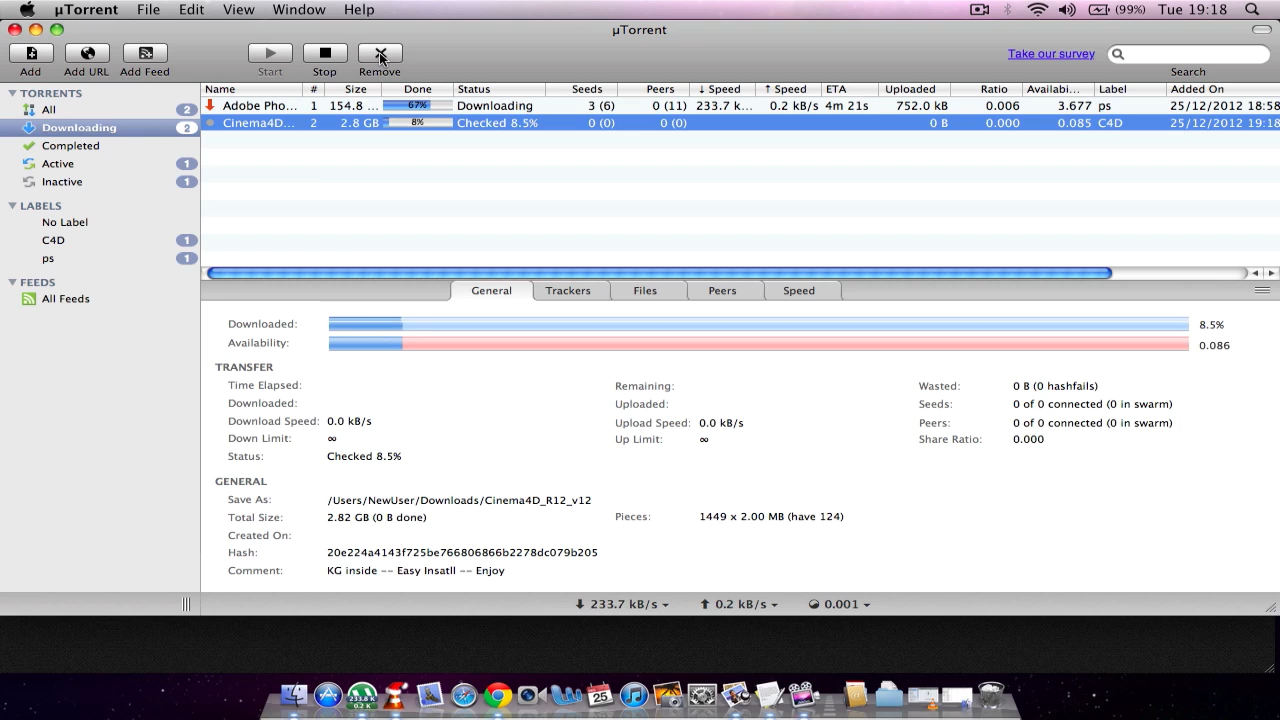 µTorrent File Edit View Window Help (99%) Tue 19:18
µTorrent
Add Add URL Add Feed Start Stop Remove Take our survey Search
TORRENTS
All 2
Downloading 2
Completed
Active 1
Inactive 1
LABELS
No Label
C4D 1
ps 1
FEEDS
All Feeds
Name # Size Done Status Seeds Peers ↓ Speed ↑ Speed ETA Uploaded Ratio Availabi... Label Added On
Adobe Pho... 1 154.8 ... 67% Downloading 3 (6) 0 (11) 233.7 k... 0.2 kB/s 4m 21s 752.0 kB 0.006 3.677 ps 25/12/2012 18:58
Cinema4D... 2 2.8 GB 8% Checked 8.5% 0 (0) 0 (0) 0 B 0.000 0.085 C4D 25/12/2012 19:18
General Trackers Files Peers Speed
Downloaded: 8.5%
Availability: 0.086
TRANSFER
Time Elapsed: Remaining: Wasted: 0 B (0 hashfails)
Downloaded: Uploaded: Seeds: 0 of 0 connected (0 in swarm)
Download Speed: 0.0 kB/s Upload Speed: 0.0 kB/s Peers: 0 of 0 connected (0 in swarm)
Down Limit: ∞ Up Limit: ∞ Share Ratio: 0.000
Status: Checked 8.5%
GENERAL
Save As: /Users/NewUser/Downloads/Cinema4D_R12_v12
Total Size: 2.82 GB (0 B done) Pieces: 1449 x 2.00 MB (have 124)
Created On:
Hash: 20e224a4143f725be766806866b2278dc079b205
Comment: KG inside -- Easy Insatll -- Enjoy
233.7 kB/s 0.2 kB/s 0.001
233.8 K
0.2 K
25